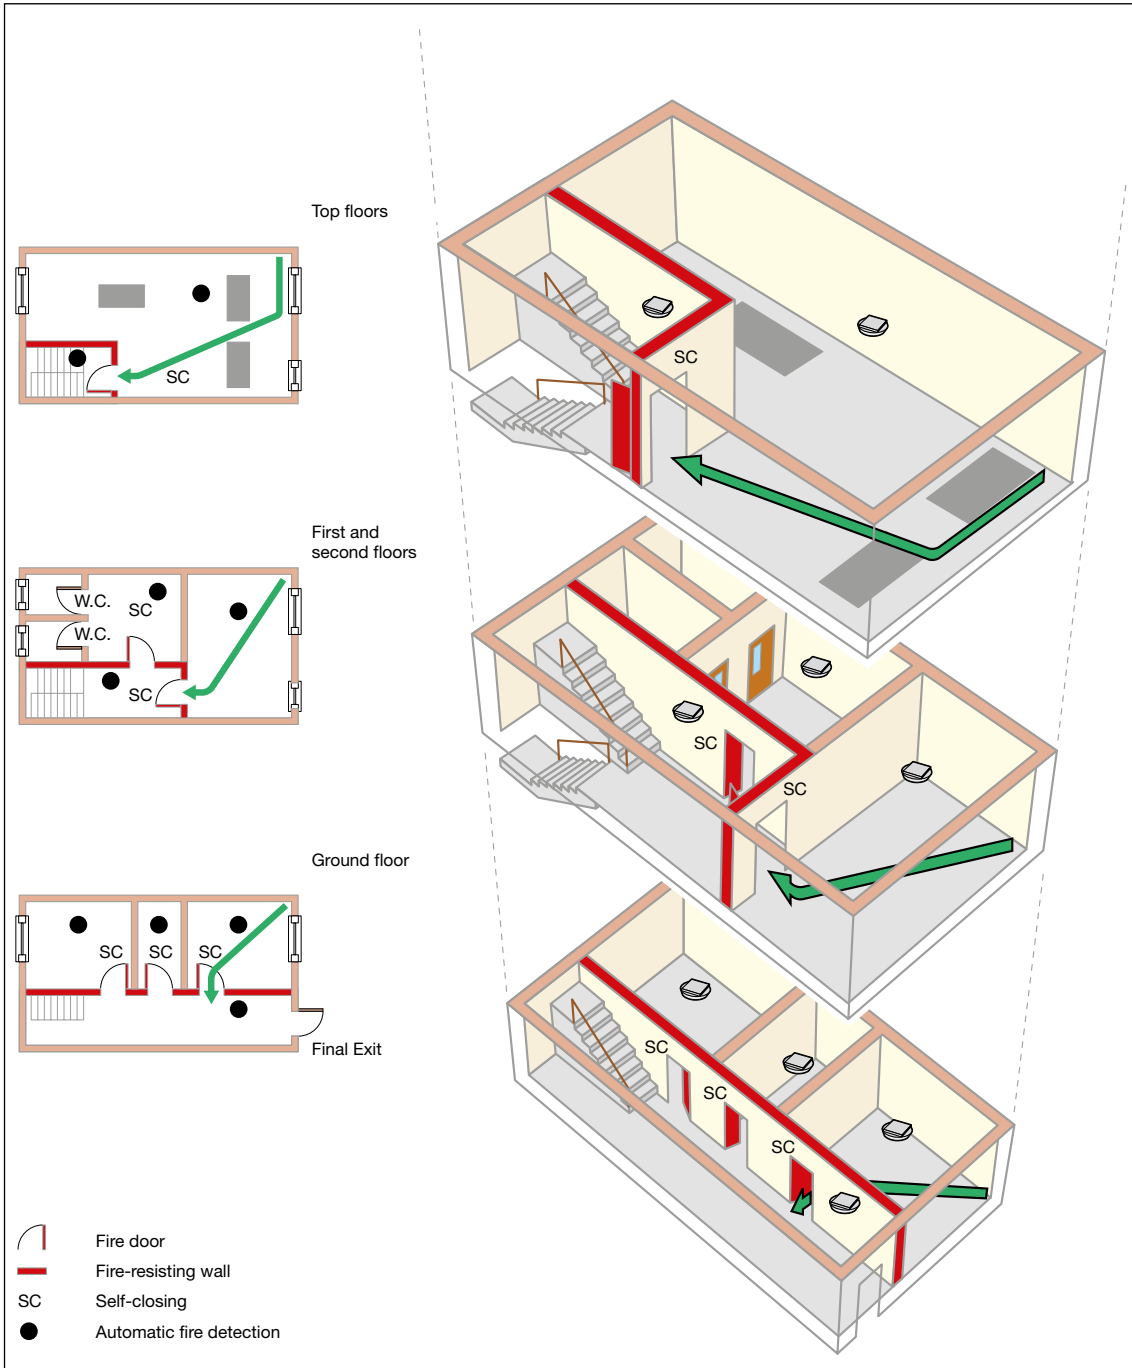 Top floors
SC
SC
First and
second floors
W.C.
SC
W.C.
SC
SC
SC
Ground floor
SC
SC
SC
Final Exit
SC
SC
SC
Fire door
Fire-resisting wall
SC
Self-closing
Automatic fire detection